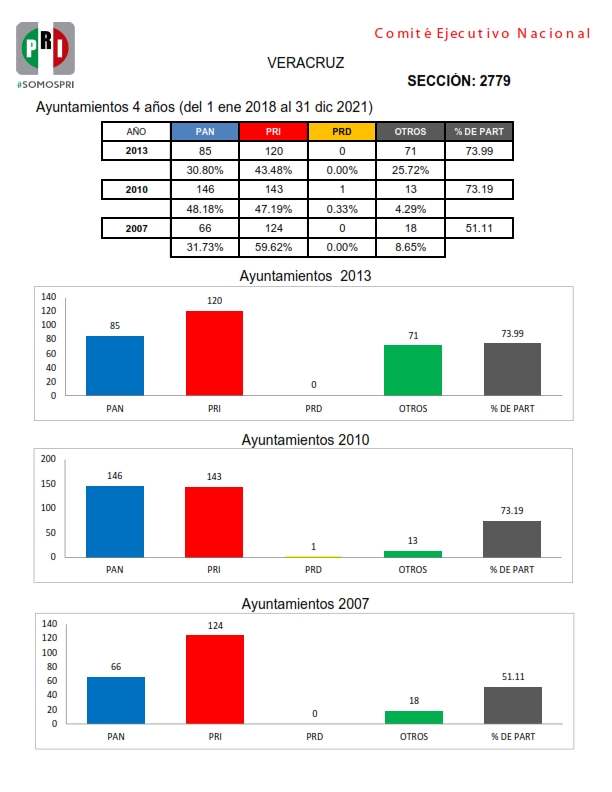 Comité Ejecutivo Nacional
PRI
#SOMOSPRI
VERACRUZ
SECCIÓN: 2779
Ayuntamientos 4 años (del 1 ene 2018 al 31 dic 2021)
AÑO PAN PRI PRD OTROS % DE PART
2013 85 120 0 71 73.99
30.80% 43.48% 0.00% 25.72%
2010 146 143 1 13 73.19
48.18% 47.19% 0.33% 4.29%
2007 66 124 0 18 51.11
31.73% 59.62% 0.00% 8.65%
Ayuntamientos 2013
140
120
100
80
60
40
20
0
85 120 0 71 73.99
PAN PRI PRD OTROS % DE PART
Ayuntamientos 2010
200
150
100
50
0
146 143 1 13 73.19
PAN PRI PRD OTROS % DE PART
Ayuntamientos 2007
140
120
100
80
60
40
20
0
66 124 0 18 51.11
PAN PRI PRD OTROS % DE PART